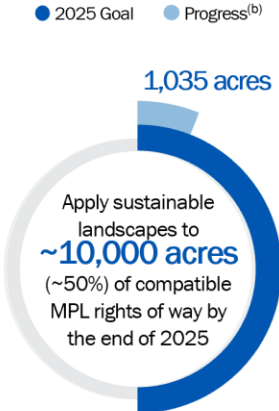 2025 Goal Progress(b)
1,035 acres
Apply sustainable
landscapes to
~10,000 acres
(~50%) of compatible
MPL rights of way by
the end of 2025